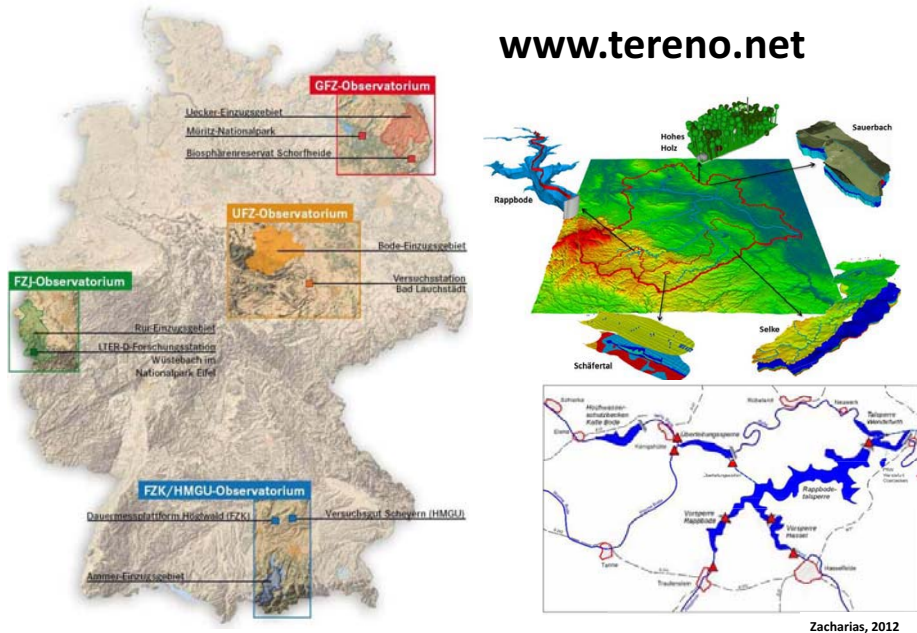 www.tereno.net
GFZ-Observatorium
Uecker-Einzugsgebiet
Müritz-Nationalpark
Biosphärenreservat Schorfheide
UFZ-Observatorium
Bode-Einzugsgebiet
Versuchsstation
Bad Lauchstädt
FZJ-Observatorium
Rur-Einzugsgebiet
LTER-D-Forschungsstation
Wüstebach im
Nationalpark Eifel
FZK/HMGU-Observatorium
Dauermessplattform Höglwald (FZK)
Versuchsgut Scheyern (HMGU)
Ammer-Einzugsgebiet
Hohes
Holz
Sauerbach
Rappbode
Selke
Schäfertal
Hochwasser-
schutzbecken
Kalte Bode
Königshütte
Überleitungssperre
Rübeland
Neuwerk
Talsperre
Wendefurth
Rappbode-
talsperre
Vorsperre
Rappbode
Vorsperre
Hassel
Tanne
Trautenstein
Hasselfelde
Zacharias, 2012